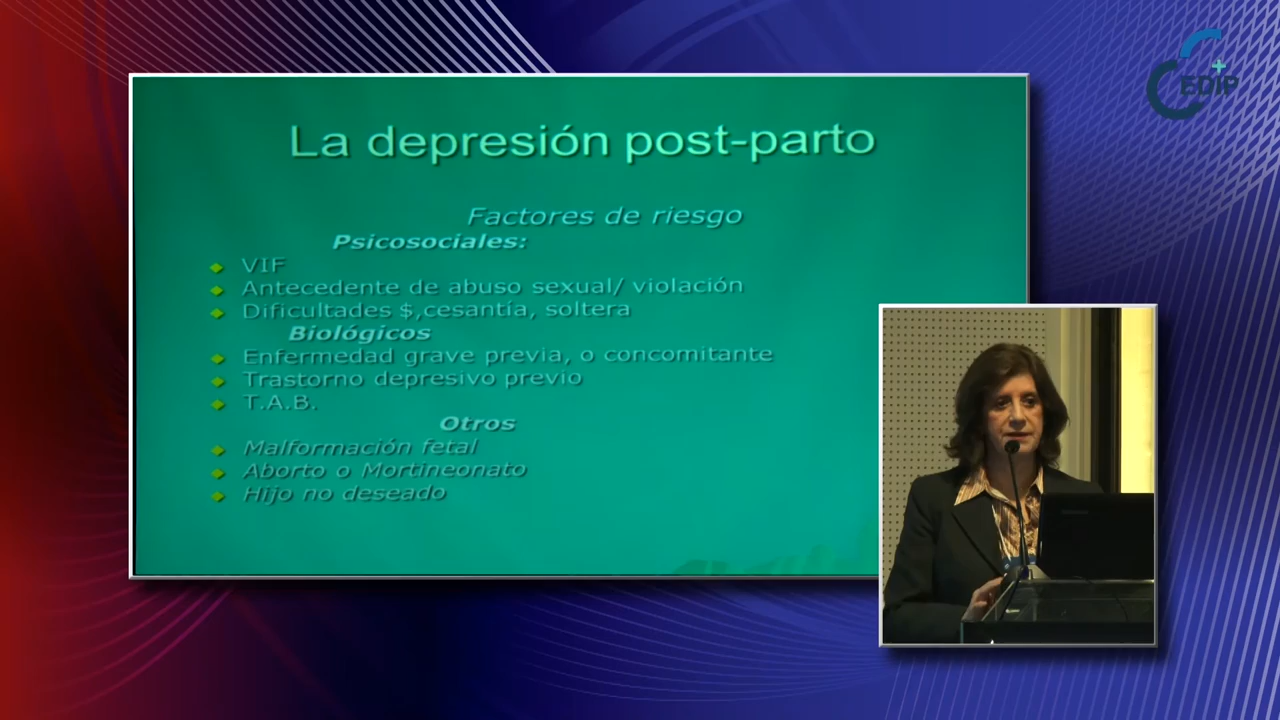 La depresión post-parto
Factores de riesgo
Psicosociales:
VIF
Antecedente de abuso sexual/ violación
Dificultades $,cesantía, soltera
Biológicos
Enfermedad grave previa, o concomitante
Trastorno depresivo previo
T.A.B.
Otros
Malformación fetal
Aborto o Mortineonato
Hijo no deseado
CEDIP